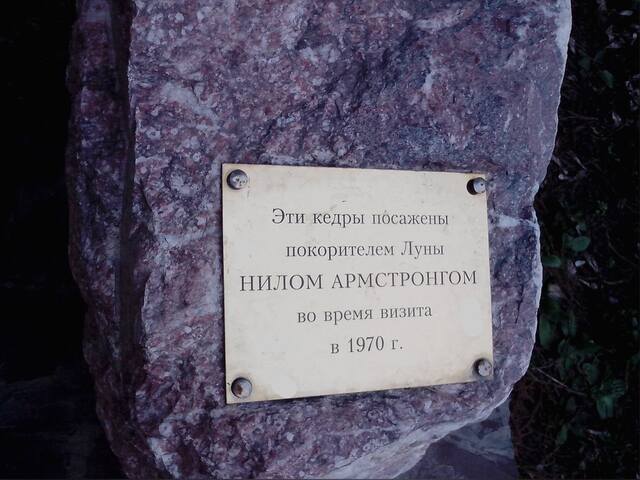 Эти кедры посажены
покорителем Луны
НИЛОМ АРМСТРОНГОМ
во время визита
в 1970 г.